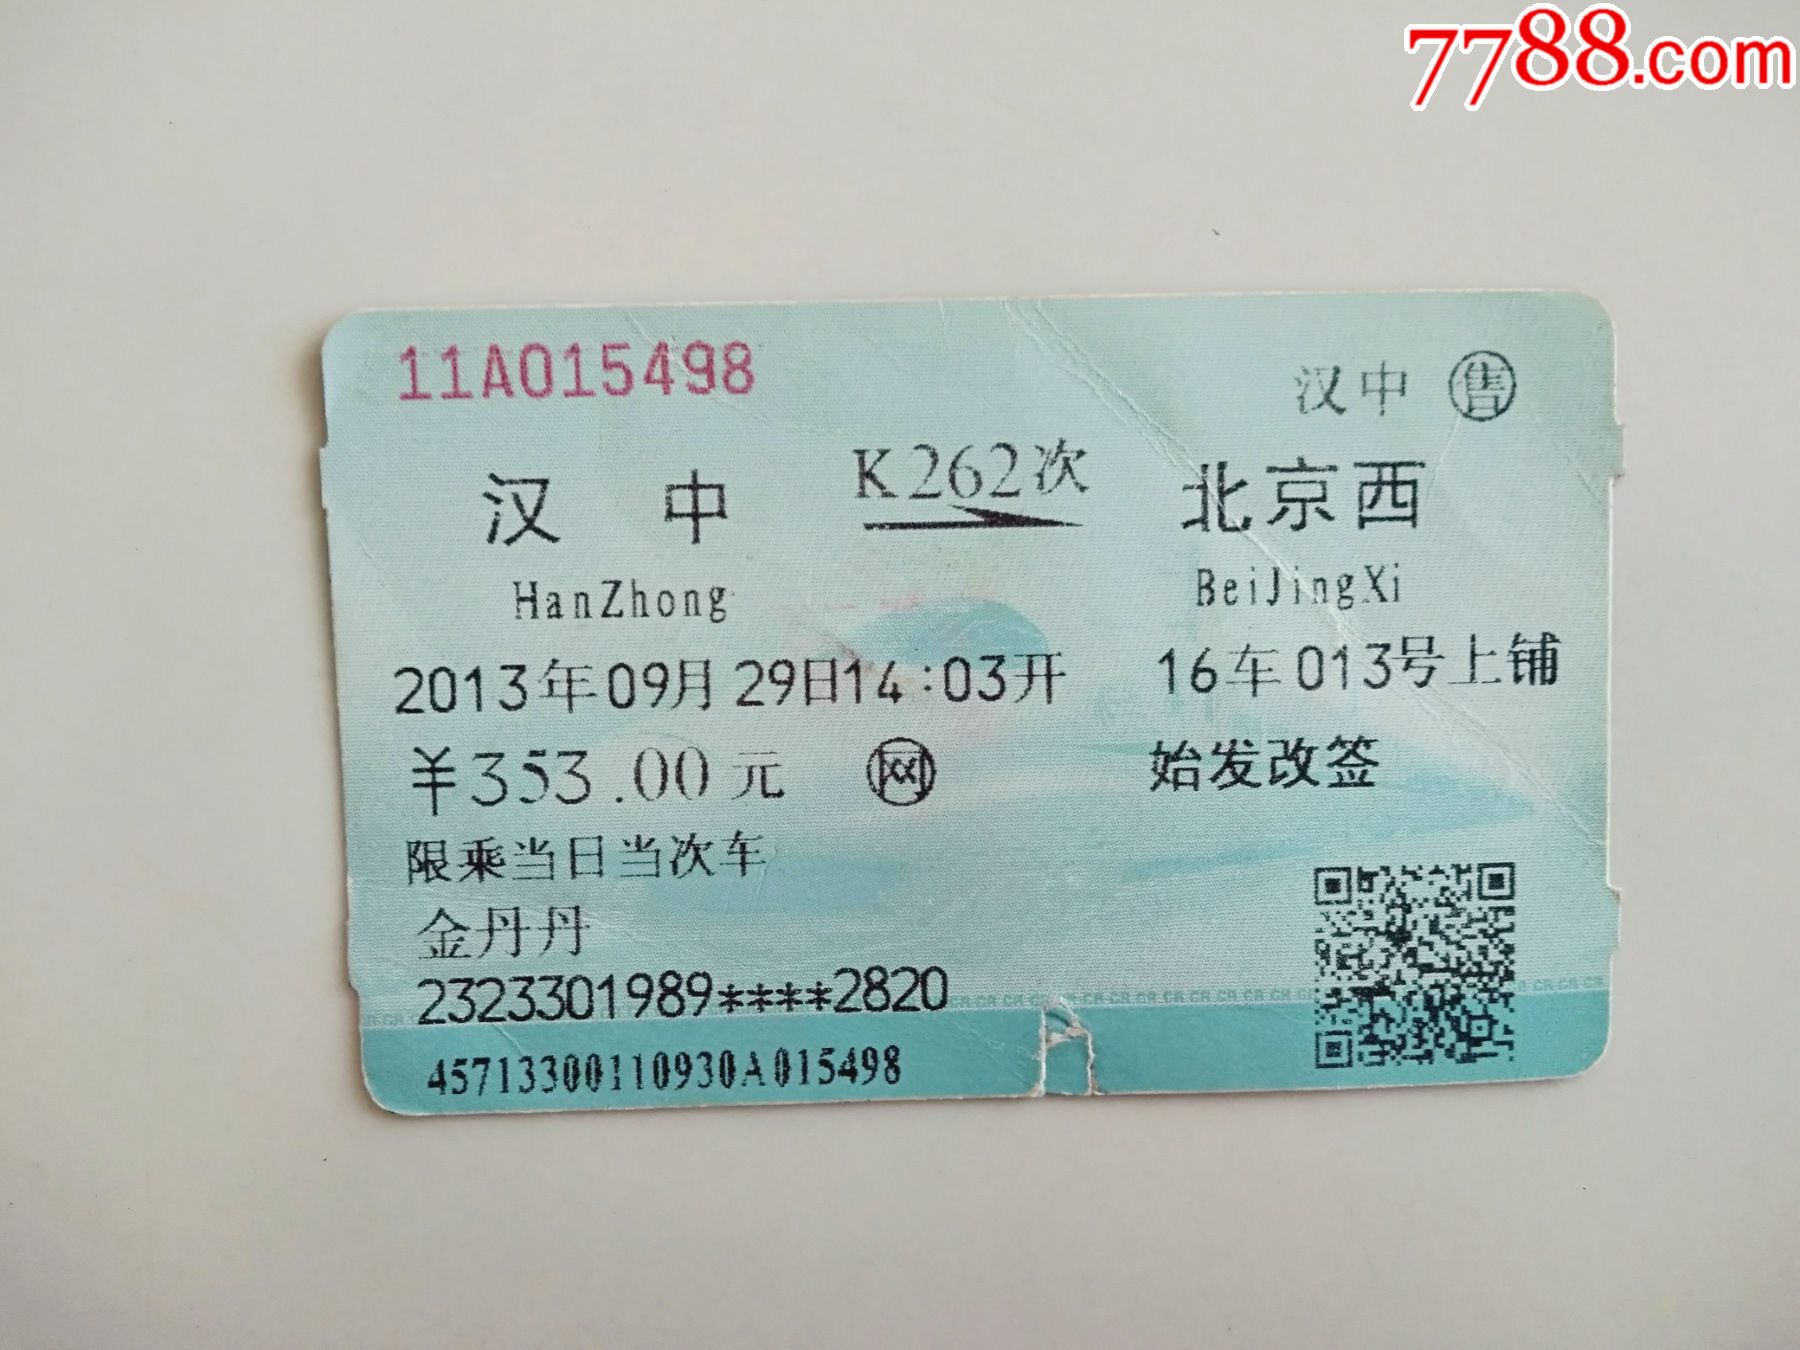 7788.com
11A015498
汉中 售
汉中 K262次 北京西
HanZhong BeiJingXi
2013年09月29日14:03开 16车013号上铺
¥353.00元 网 始发改签
限乘当日当次车
金丹丹
2323301989****2820
45713300110930A015498